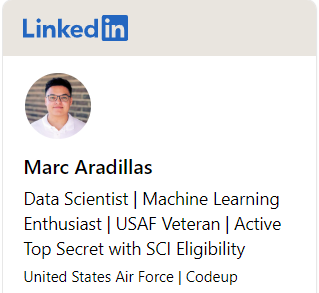 Linkedin
Marc Aradillas
Data Scientist | Machine Learning
Enthusiast | USAF Veteran | Active
Top Secret with SCI Eligibility
United States Air Force | Codeup